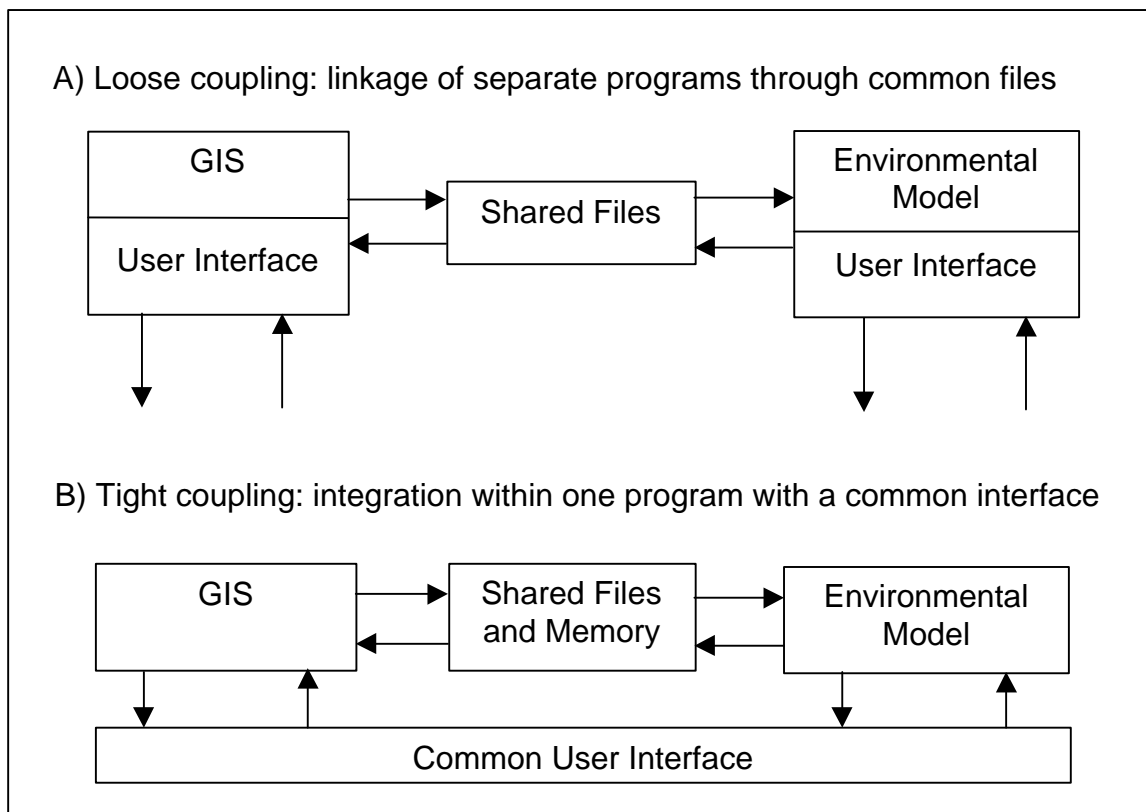 A) Loose coupling: linkage of separate programs through common files
GIS
User Interface
Shared Files
Environmental
Model
User Interface
B) Tight coupling: integration within one program with a common interface
GIS
Shared Files
and Memory
Environmental
Model
Common User Interface